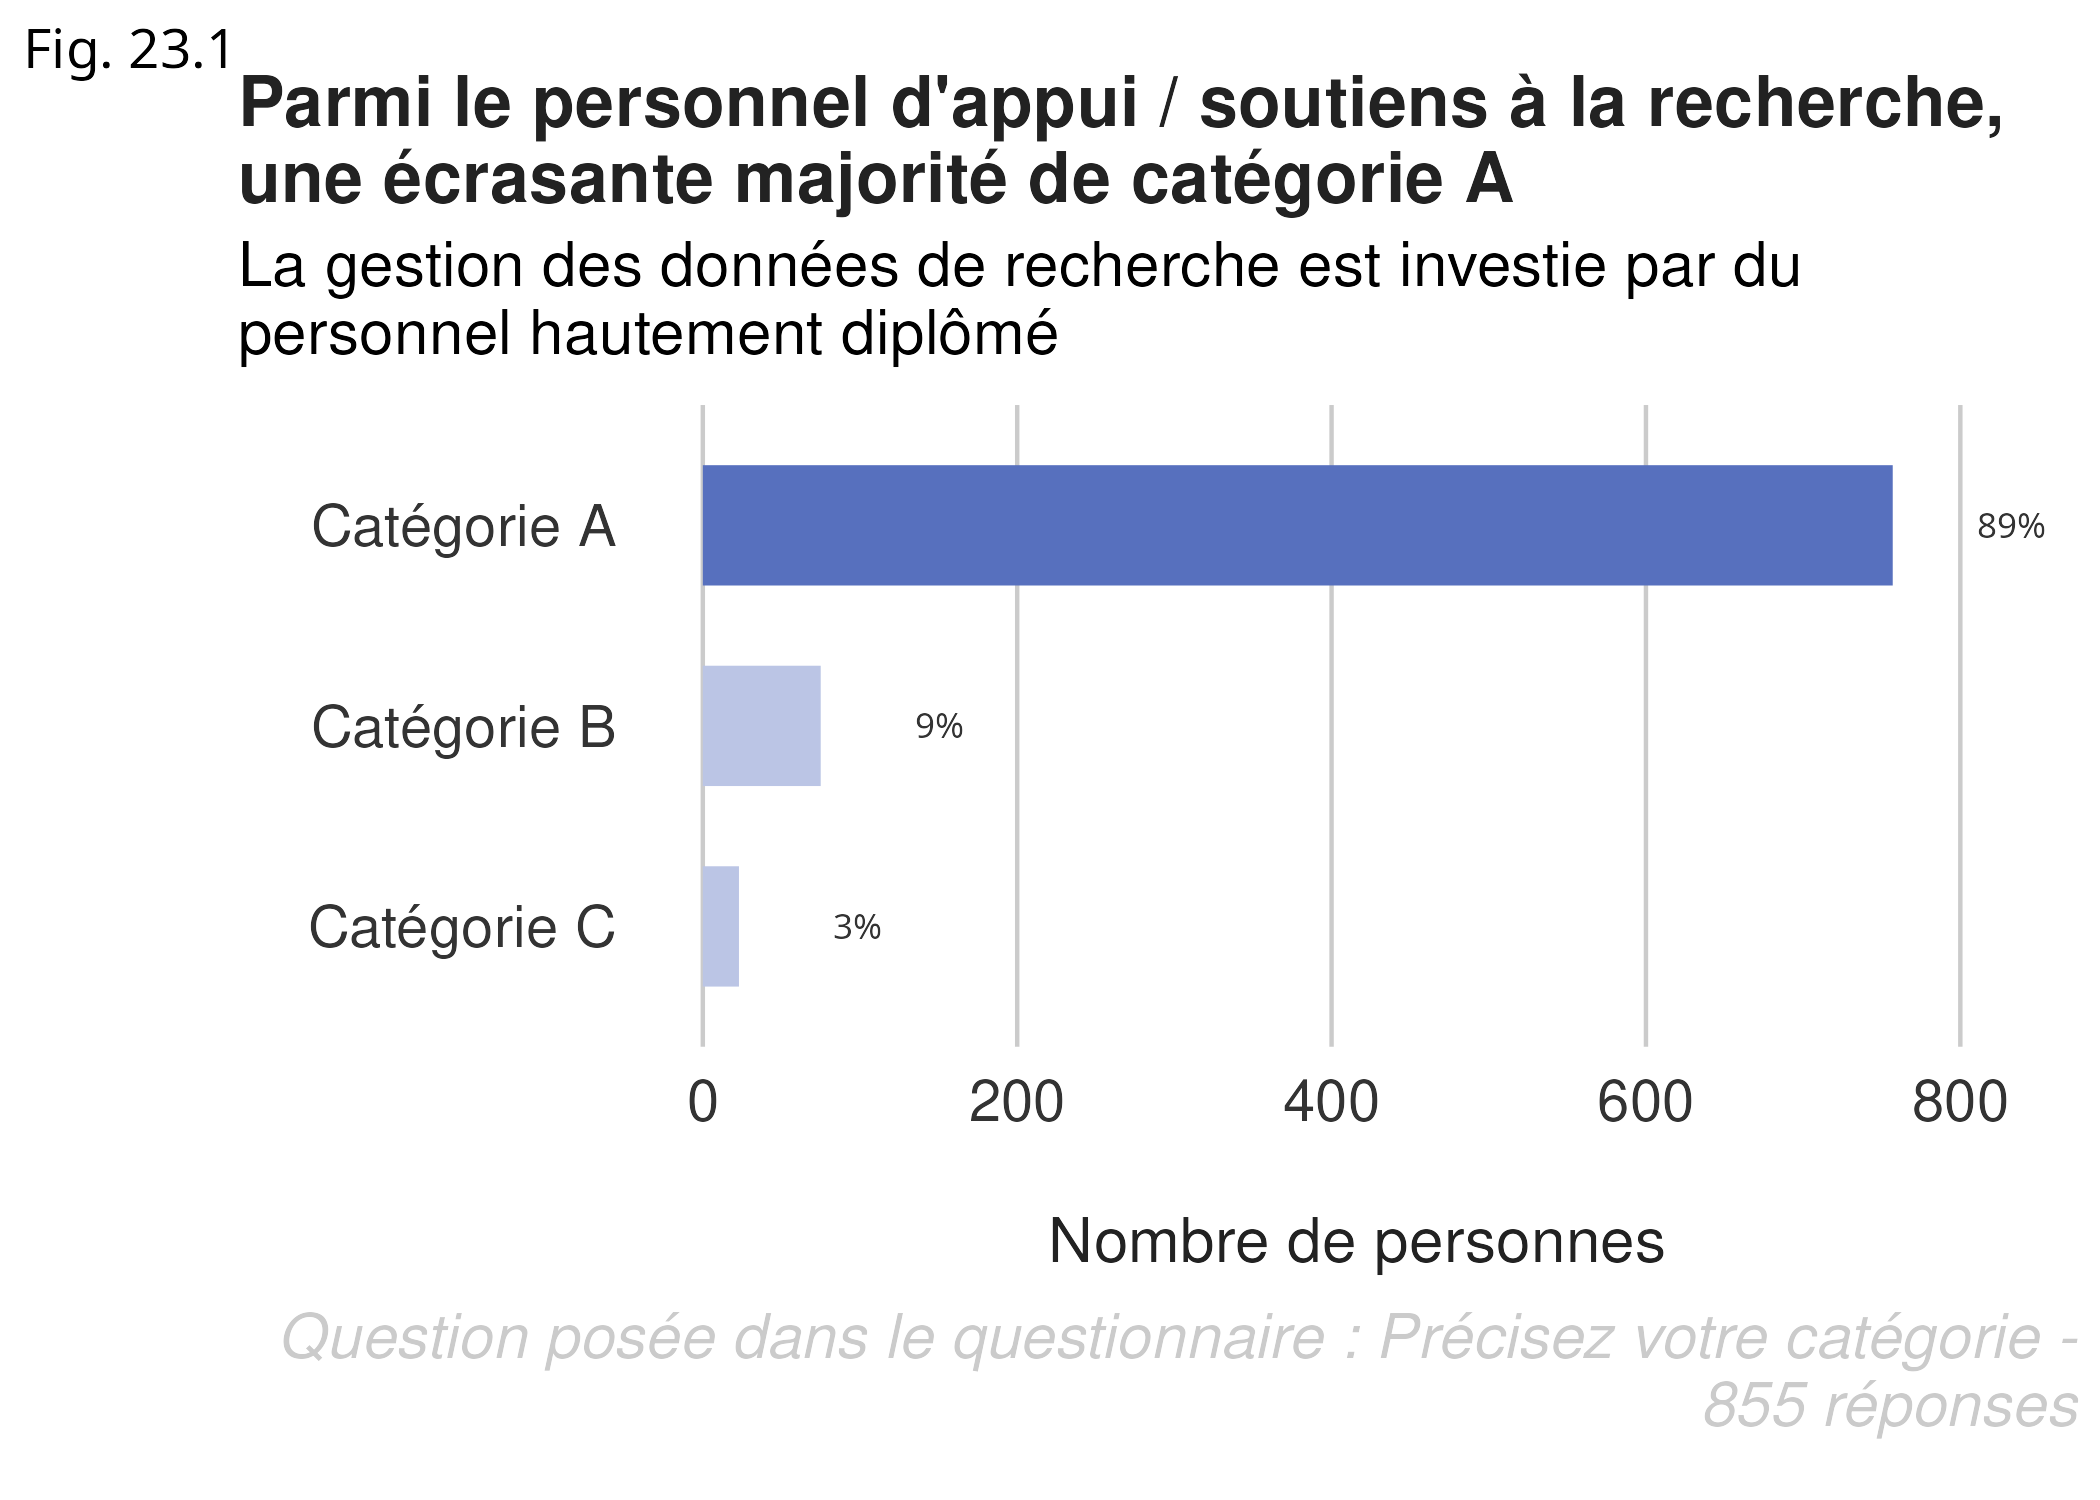 Fig. 23.1
Parmi le personnel d'appui / soutiens à la recherche,
une écrasante majorité de catégorie A
La gestion des données de recherche est investie par du
personnel hautement diplômé
Catégorie A
89%
Catégorie B
9%
Catégorie C
3%
0 200 400 600 800
Nombre de personnes
Question posée dans le questionnaire : Précisez votre catégorie -
855 réponses